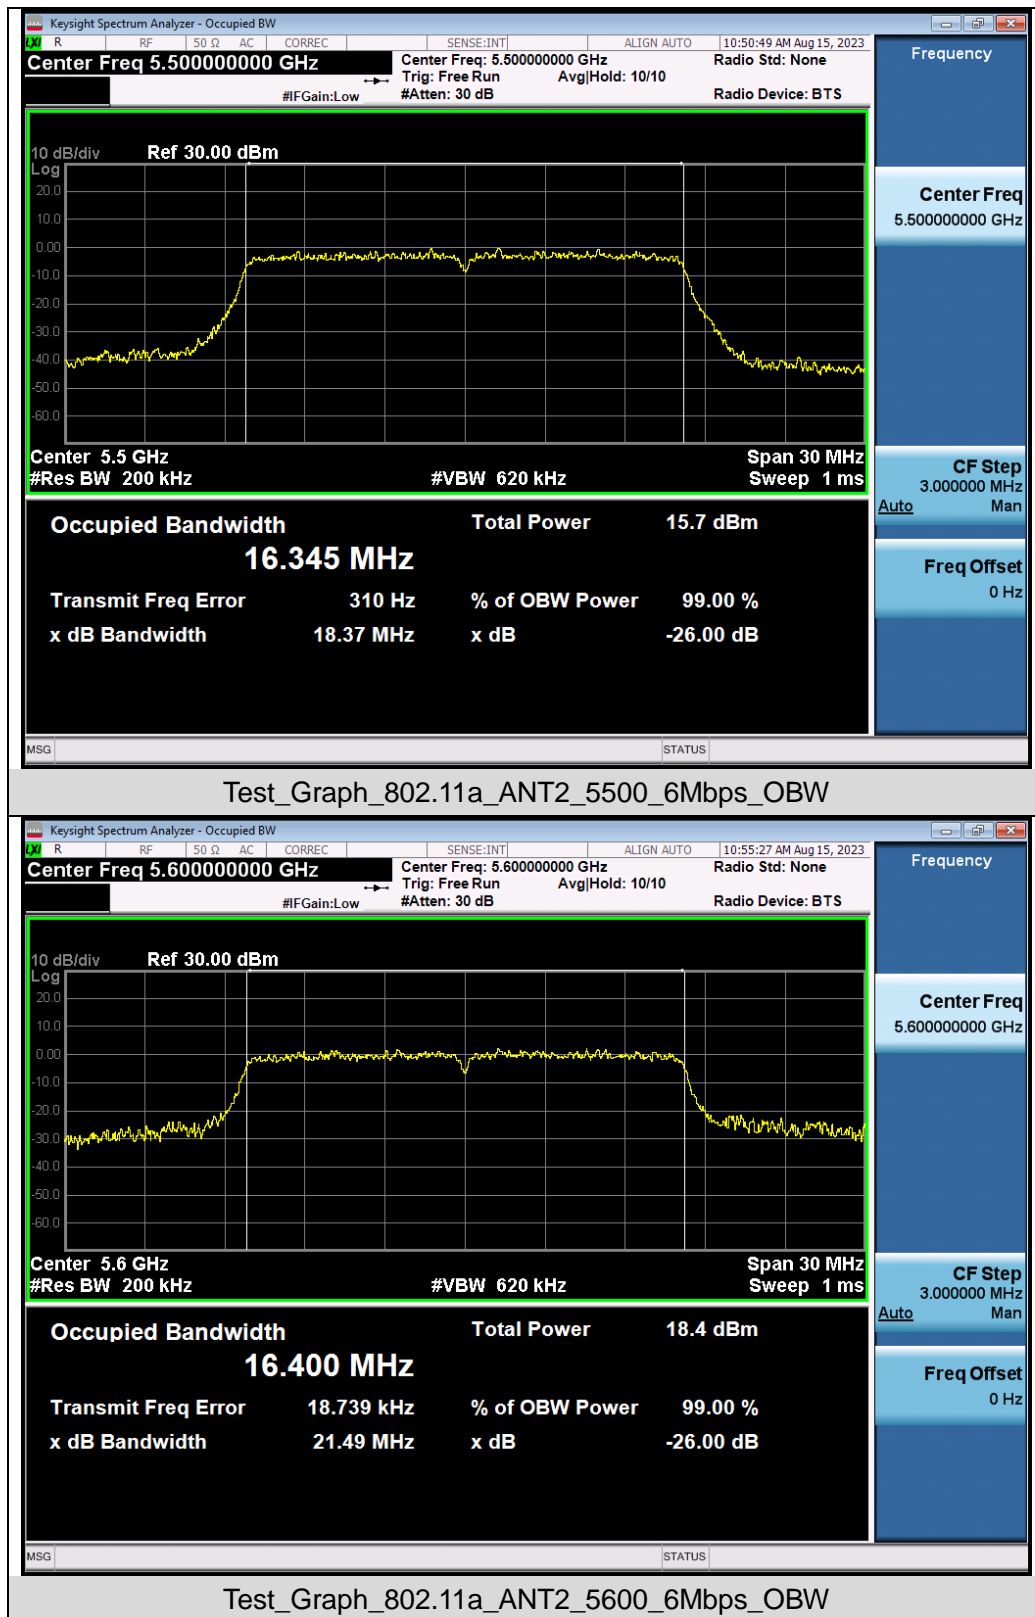 Keysight Spectrum Analyzer - Occupied BW
LXI R RF 50 Ω AC CORREC SENSE:INT ALIGN AUTO 10:50:49 AM Aug 15, 2023
Center Freq 5.500000000 GHz
Center Freq: 5.500000000 GHz Radio Std: None
Trig: Free Run Avg|Hold: 10/10
#IFGain:Low #Atten: 30 dB Radio Device: BTS
Frequency
10 dB/div Ref 30.00 dBm
Log
20.0
10.0
0.00
-10.0
-20.0
-30.0
-40.0
-50.0
-60.0
Center 5.5 GHz Span 30 MHz
#Res BW 200 kHz #VBW 620 kHz Sweep 1 ms
Center Freq
5.500000000 GHz
CF Step
3.000000 MHz
Auto Man
Freq Offset
0 Hz
Occupied Bandwidth Total Power 15.7 dBm
16.345 MHz
Transmit Freq Error 310 Hz % of OBW Power 99.00 %
x dB Bandwidth 18.37 MHz x dB -26.00 dB
MSG STATUS
Test_Graph_802.11a_ANT2_5500_6Mbps_OBW
Keysight Spectrum Analyzer - Occupied BW
LXI R RF 50 Ω AC CORREC SENSE:INT ALIGN AUTO 10:55:27 AM Aug 15, 2023
Center Freq 5.600000000 GHz
Center Freq: 5.600000000 GHz Radio Std: None
Trig: Free Run Avg|Hold: 10/10
#IFGain:Low #Atten: 30 dB Radio Device: BTS
Frequency
10 dB/div Ref 30.00 dBm
Log
20.0
10.0
0.00
-10.0
-20.0
-30.0
-40.0
-50.0
-60.0
Center 5.6 GHz Span 30 MHz
#Res BW 200 kHz #VBW 620 kHz Sweep 1 ms
Center Freq
5.600000000 GHz
CF Step
3.000000 MHz
Auto Man
Freq Offset
0 Hz
Occupied Bandwidth Total Power 18.4 dBm
16.400 MHz
Transmit Freq Error 18.739 kHz % of OBW Power 99.00 %
x dB Bandwidth 21.49 MHz x dB -26.00 dB
MSG STATUS
Test_Graph_802.11a_ANT2_5600_6Mbps_OBW